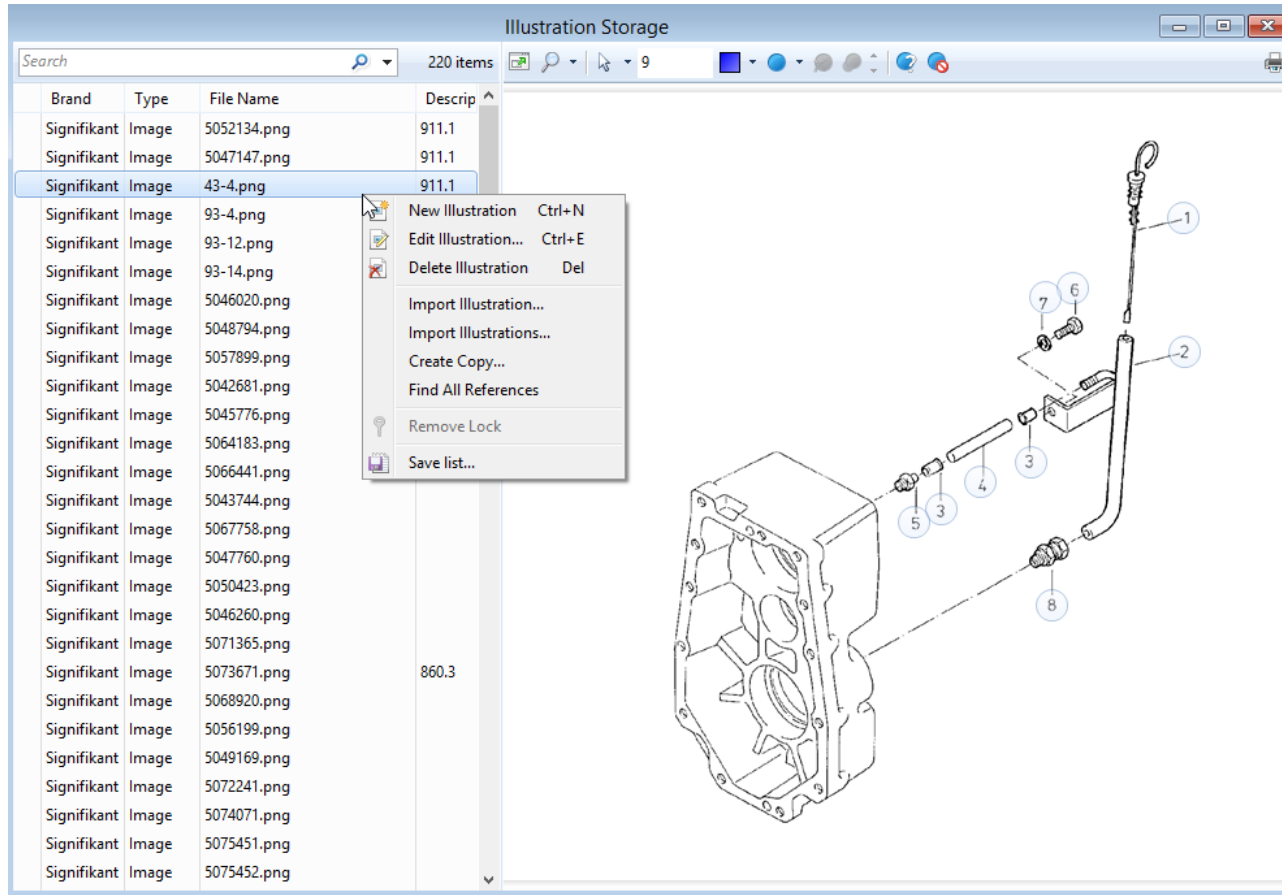 Illustration Storage
Search 220 items 9
Brand Type File Name Descrip
Signifikant Image 5052134.png 911.1
Signifikant Image 5047147.png 911.1
Signifikant Image 43-4.png 911.1
Signifikant Image 93-4.png
Signifikant Image 93-12.png
Signifikant Image 93-14.png
Signifikant Image 5046020.png
Signifikant Image 5048794.png
Signifikant Image 5057899.png
Signifikant Image 5042681.png
Signifikant Image 5045776.png
Signifikant Image 5064183.png
Signifikant Image 5066441.png
Signifikant Image 5043744.png
Signifikant Image 5067758.png
Signifikant Image 5047760.png
Signifikant Image 5050423.png
Signifikant Image 5046260.png
Signifikant Image 5071365.png
Signifikant Image 5073671.png 860.3
Signifikant Image 5068920.png
Signifikant Image 5056199.png
Signifikant Image 5049169.png
Signifikant Image 5072241.png
Signifikant Image 5074071.png
Signifikant Image 5075451.png
Signifikant Image 5075452.png
New Illustration Ctrl+N
Edit Illustration... Ctrl+E
Delete Illustration Del
Import Illustration...
Import Illustrations...
Create Copy...
Find All References
Remove Lock
Save list...
1
6
7
2
3
4
3
5
8